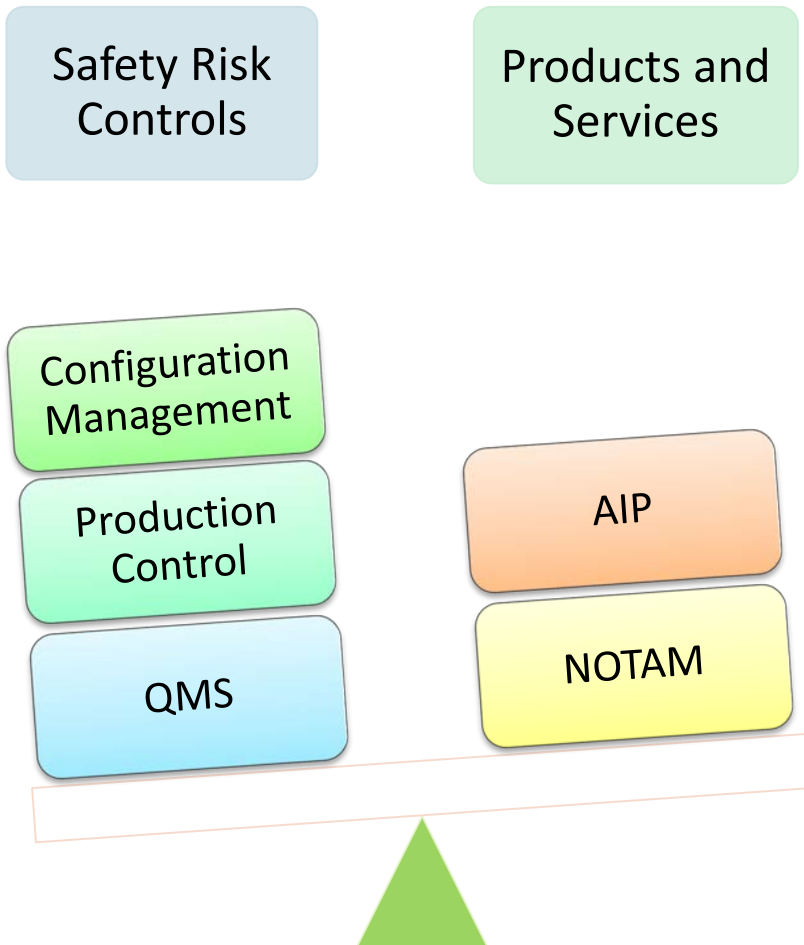 Safety Risk
Controls
Products and
Services
Configuration
Management
Production
Control
QMS
AIP
NOTAM